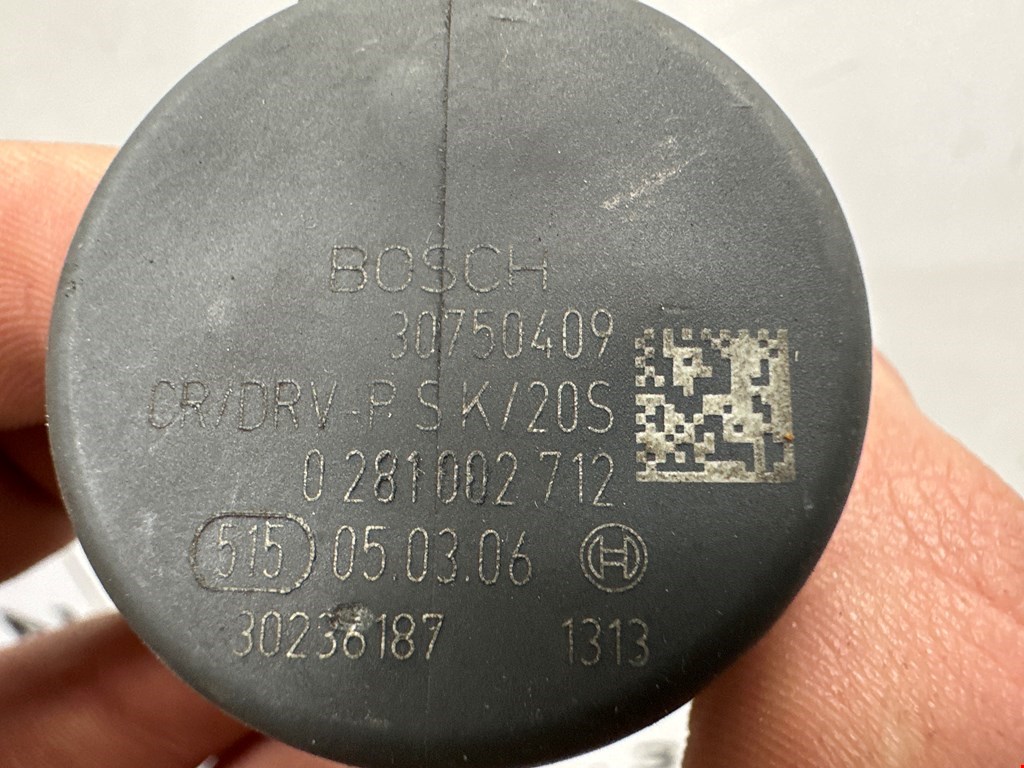 BOSCH
30750409
CR/DRV-P S K/20S
0 281 002 712
515 05.03.06 H
30236187 1313